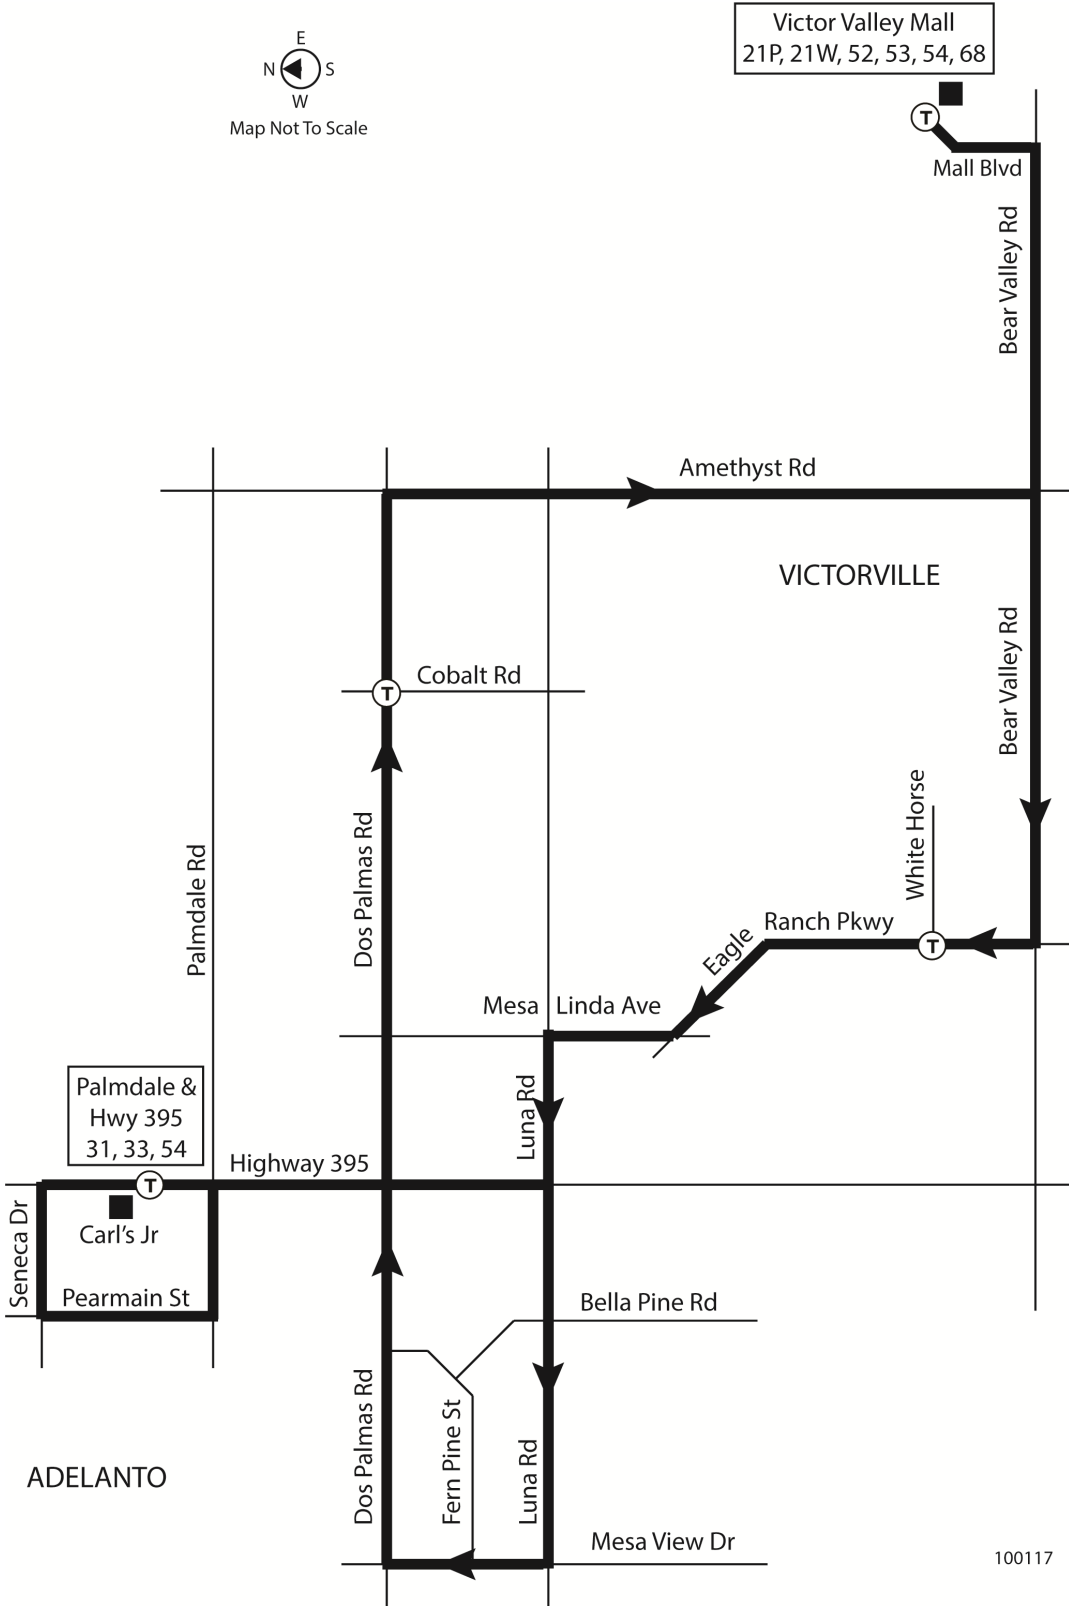 Victor Valley Mall
21P, 21W, 52, 53, 54, 68
E
N
S
W
Map Not To Scale
T
Mall Blvd
Bear Valley Rd
Amethyst Rd
VICTORVILLE
Cobalt Rd
T
Bear Valley Rd
White Horse
Dos Palmas Rd
Palmdale Rd
Ranch Pkwy
Eagle
T
Mesa Linda Ave
Luna Rd
Palmdale &
Hwy 395
31, 33, 54
Highway 395
T
Seneca Dr
Carl's Jr
Pearmain St
Bella Pine Rd
Dos Palmas Rd
Fern Pine St
Luna Rd
ADELANTO
Mesa View Dr
100117